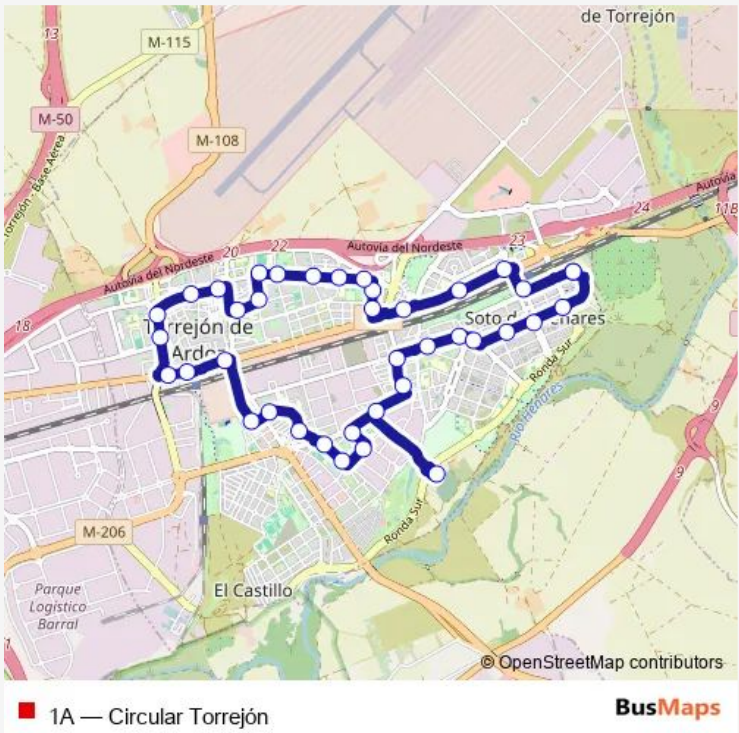 13
de Torrejón
M-115
M-50
M-108
Torrejón - Base Aérea
Autovía
24
11B
23
20
22
Autovía del Nordeste
Autovía del Nordeste
18
Torrejón de
Ardoz
Soto d enares
Ronda Sur
Río Henares
9
9
Ronda Sur
M-206
El Castillo
Parque
Logístico
Barral
1
© OpenStreetMap contributors
1A — Circular Torrejón
BusMaps